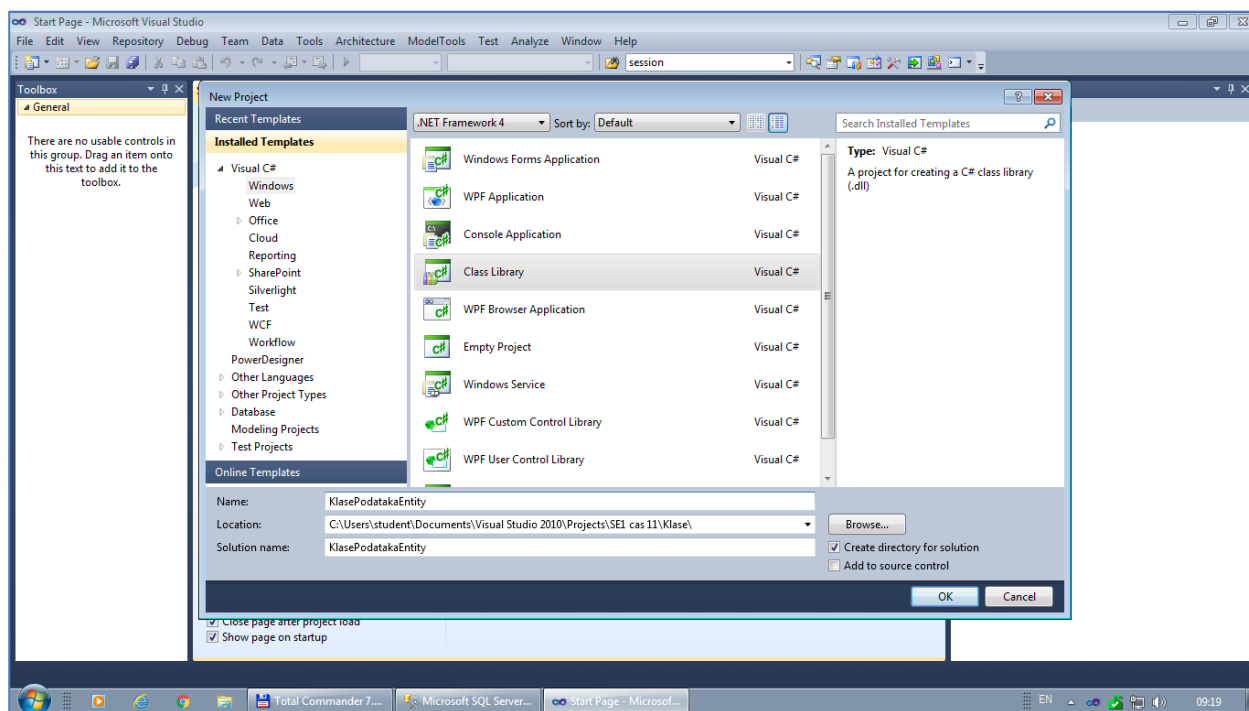 Start Page - Microsoft Visual Studio
File Edit View Repository Debug Team Data Tools Architecture ModelTools Test Analyze Window Help
session
Toolbox
General
There are no usable controls in
this group. Drag an item onto
this text to add it to the
toolbox.
New Project
Recent Templates
Installed Templates
Visual C#
Windows
Web
Office
Cloud
Reporting
SharePoint
Silverlight
Test
WCF
Workflow
PowerDesigner
Other Languages
Other Project Types
Database
Modeling Projects
Test Projects
Online Templates
.NET Framework 4 Sort by: Default
Windows Forms Application Visual C#
WPF Application Visual C#
Console Application Visual C#
Class Library Visual C#
WPF Browser Application Visual C#
Empty Project Visual C#
Windows Service Visual C#
WPF Custom Control Library Visual C#
WPF User Control Library Visual C#
Search Installed Templates
Type: Visual C#
A project for creating a C# class library
(.dll)
Name: KlasePodatakaEntity
Location: C:\Users\student\Documents\Visual Studio 2010\Projects\SE1 cas 11\Klase\ Browse...
Solution name: KlasePodatakaEntity
Create directory for solution
Add to source control
OK Cancel
Close page after project load
Show page on startup
Total Commander 7.... Microsoft SQL Server... Start Page - Microsof... EN 09:19